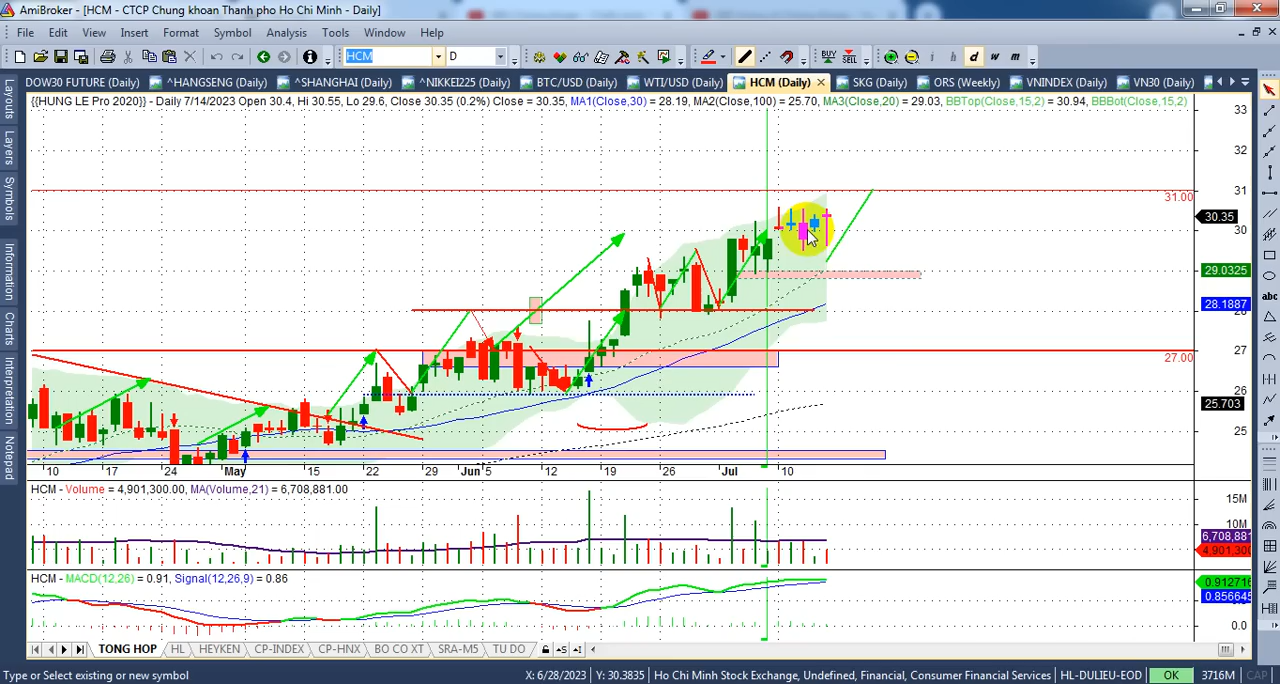 AmiBroker - [HCM - CTCP Chung khoan Thanh pho Ho Chi Minh - Daily]
File Edit View Insert Format Symbol Analysis Tools Window Help
HCM D BUY SELL i h d w m
DOW30 FUTURE (Daily) ^HANGSENG (Daily) ^SHANGHAI (Daily) ^NIKKEI225 (Daily) BTC/USD (Daily) WTI/USD (Daily) HCM (Daily) SKG (Daily) ORS (Weekly) VNINDEX (Daily) VN30 (Daily)
{{HUNG LE Pro 2020}} - Daily 7/14/2023 Open 30.4, Hi 30.55, Lo 29.6, Close 30.35 (0.2%) Close = 30.35, MA1(Close,30) = 28.19, MA2(Close,100) = 25.70, MA3(Close,20) = 29.03, BBTop(Close,15,2) = 30.94, BBBot(Close,15,2)
Layouts
Layers
Symbols
Information
Charts
Interpretation
Notepad
abc
33
32
31
31.00
30.35
30
29.0325
28.1887
28
27
27.00
26
25.703
25
10 17 24 May 15 22 29 Jun 5 12 19 26 Jul 10
HCM - Volume = 4,901,300.00, MA(Volume,21) = 6,708,881.00
15M
10M
6,708,881
4,901,300
HCM - MACD(12,26) = 0.91, Signal(12,26,9) = 0.86
0.912716
0.856645
0.0
TONG HOP HL HEYKEN CP-INDEX CP-HNX BO CO XT SRA-M5 TU DO
Type or Select existing or new symbol X: 6/28/2023 Y: 30.3835 Ho Chi Minh Stock Exchange, Undefined, Financial, Consumer Financial Services HL-DULIEU-EOD OK 3716M CAP